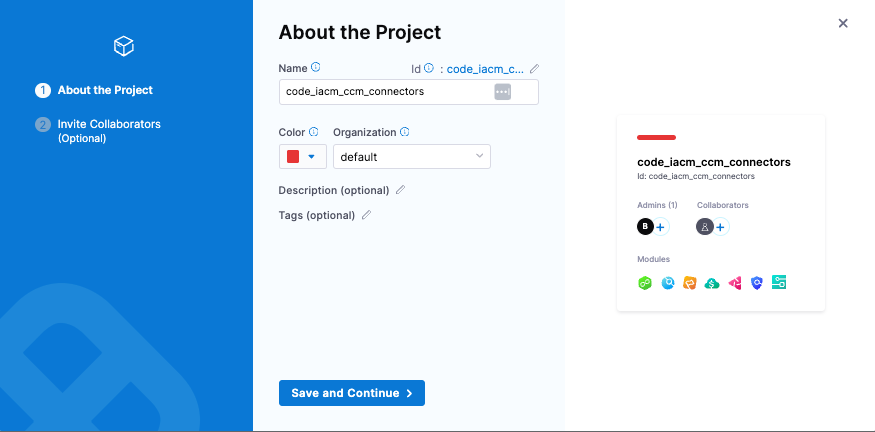 1 About the Project
2 Invite Collaborators
(Optional)
About the Project
Name
Id : code_iacm_c...
code_iacm_ccm_connectors
Color
Organization
default
Description (optional)
Tags (optional)
Save and Continue
code_iacm_ccm_connectors
Id: code_iacm_ccm_connectors
Admins (1)
Collaborators
B
Modules